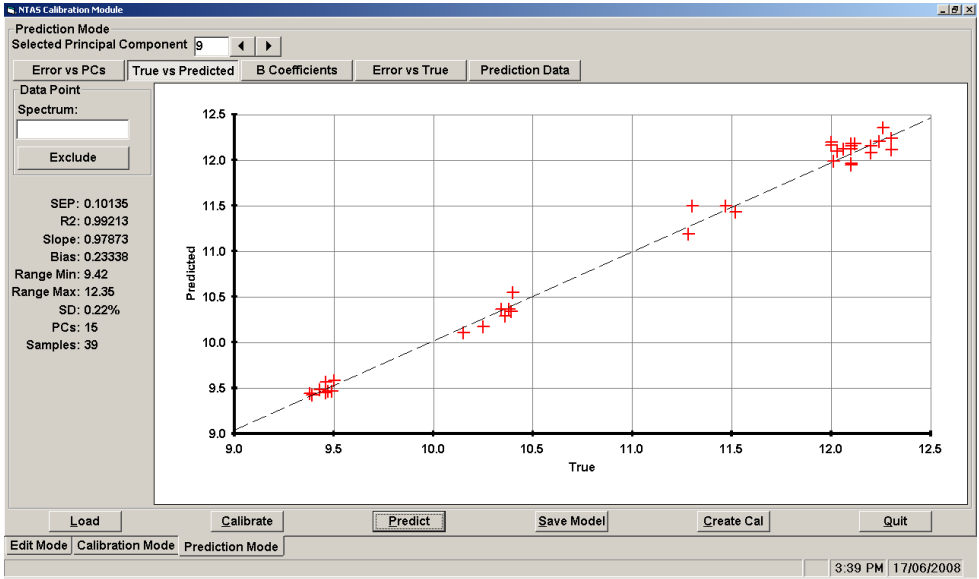 NTAS Calibration Module
Prediction Mode
Selected Principal Component 9
Error vs PCs True vs Predicted B Coefficients Error vs True Prediction Data
Data Point
Spectrum:
Exclude
SEP: 0.10135
R2: 0.99213
Slope: 0.97873
Bias: 0.23338
Range Min: 9.42
Range Max: 12.35
SD: 0.22%
PCs: 15
Samples: 39
12.5
12.0
11.5
11.0
10.5
10.0
9.5
9.0
Predicted
9.0 9.5 10.0 10.5 11.0 11.5 12.0 12.5
True
Load Calibrate Predict Save Model Create Cal Quit
Edit Mode Calibration Mode Prediction Mode
3:39 PM 17/06/2008